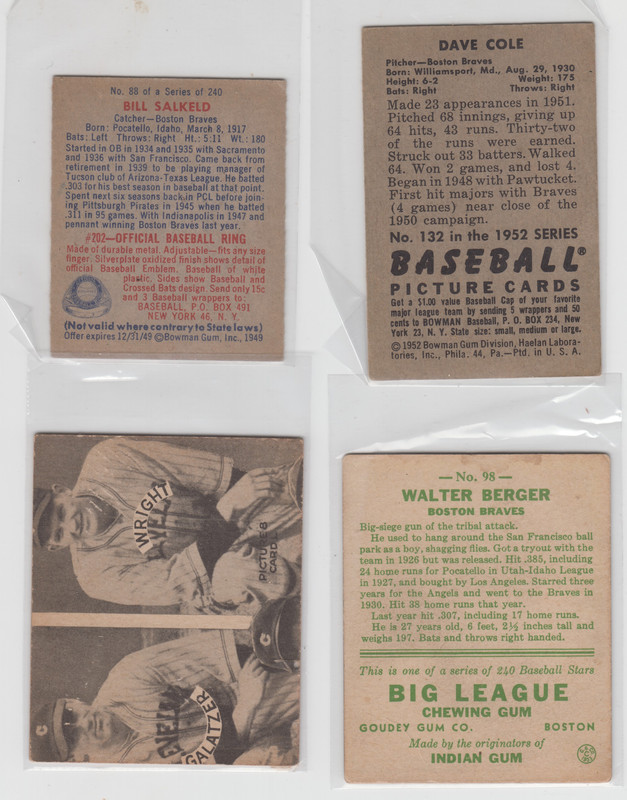 No. 88 of a Series of 240
BILL SALKELD
Catcher—Boston Braves
Born: Pocatello, Idaho, March 8, 1917
Bats: Left Throws: Right Ht.: 5:11 Wt.: 180
Started in OB in 1934 and 1935 with Sacramento
and 1936 with San Francisco. Came back from
retirement in 1939 to be playing manager of
Tucson club of Arizona-Texas League. He batted
.303 for his best season in baseball at that point.
Spent next six seasons in PCL before join-
ing Pittsburgh Pirates in 1945 when he batted
.311 in 95 games. With Indianapolis in 1947 and
pennant winning Boston Braves last year.
#202—OFFICIAL BASEBALL RING
Made of durable metal. Adjustable—fits any size
finger. Silverplate oxidized finish shows detail of
official Baseball Emblem. Baseball of white
plastic. Sides show Baseball and
Crossed Bats design. Send only 15c
and 3 Baseball wrappers to:
BASEBALL, P.O. BOX 491
NEW YORK 46, N. Y.
(Not valid where contrary to State laws)
Offer expires 12/31/49 ©Bowman Gum, Inc., 1949
DAVE COLE
Pitcher—Boston Braves
Born: Williamsport, Md., Aug. 29, 1930
Height: 6-2 Weight: 175
Bats: Right Throws: Right
Made 23 appearances in 1951.
Pitched 68 innings, giving up
64 hits, 43 runs. Thirty-two
of the runs were earned.
Struck out 33 batters. Walked
64. Won 2 games, and lost 4.
Began in 1948 with Pawtucket.
First hit majors with Braves
(4 games) near close of the
1950 campaign.
No. 132 in the 1952 SERIES
BASEBALL®
PICTURE CARDS
Get a $1.00 value Baseball Cap of your favorite
major league team by sending 5 wrappers and 50
cents to BOWMAN Baseball, P. O. BOX 234, NEW
YORK 23, N. Y. State size: small, medium or large.
©1952 Bowman Gum Division, Haelan Labora-
tories, Inc., Phila. 44, Pa.—Ptd. in U. S. A.
WRIGHT
PICTURE 8
CARD
C
C
GALATZER
— No. 98 —
WALTER BERGER
BOSTON BRAVES
Big-siege gun of the tribal attack.
He used to hang around the San Francisco ball
park as a boy, shagging flies. Got a tryout with the
team in 1926 but was released. Hit .385, including
24 home runs for Pocatello in Utah-Idaho League
in 1927, and bought by Los Angeles. Starred three
years for the Angels and went to the Braves in
1930. Hit 38 home runs that year.
Last year hit .307, including 17 home runs.
He is 27 years old, 6 feet, 2½ inches tall and
weighs 197. Bats and throws right handed.
This is one of a series of 240 Baseball Stars
BIG LEAGUE
CHEWING GUM
GOUDEY GUM CO. BOSTON
Made by the originators of
INDIAN GUM